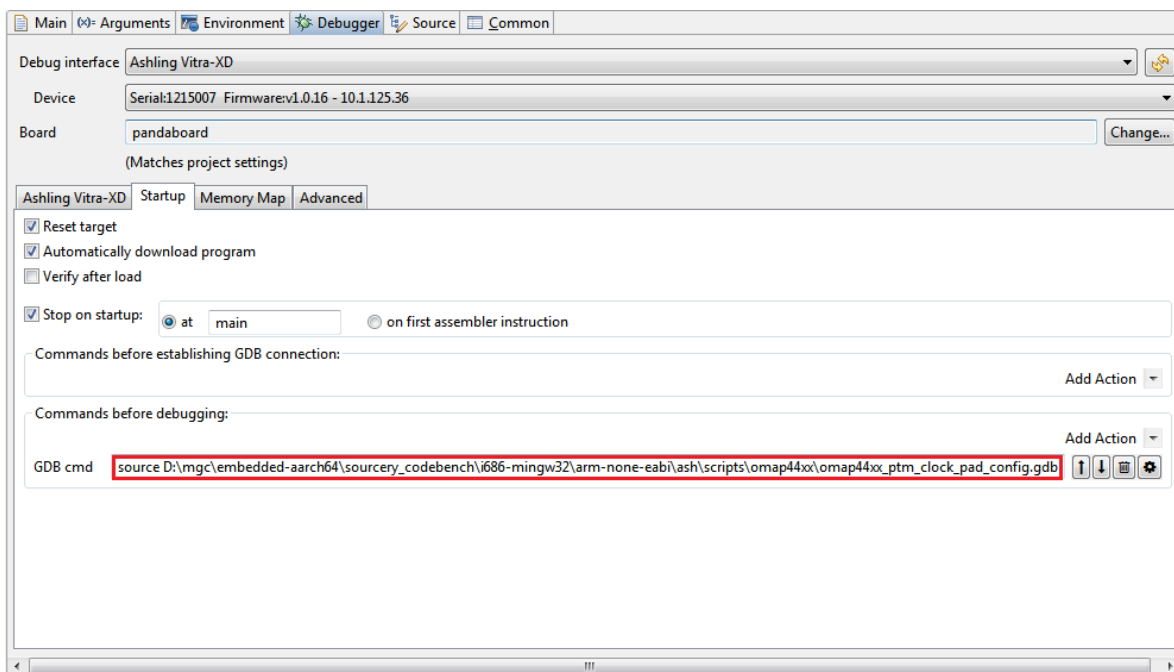 Main (x)= Arguments Environment Debugger Source Common
Debug interface Ashling Vitra-XD
Device Serial:1215007 Firmware:v1.0.16 - 10.1.125.36
Board pandaboard Change...
(Matches project settings)
Ashling Vitra-XD Startup Memory Map Advanced
Reset target
Automatically download program
Verify after load
Stop on startup: at main on first assembler instruction
Commands before establishing GDB connection:
Add Action
Commands before debugging:
Add Action
GDB cmd source D:\mgc\embedded-aarch64\sourcery_codebench\i686-mingw32\arm-none-eabi\ash\scripts\omap44xx\omap44xx_ptm_clock_pad_config.gdb